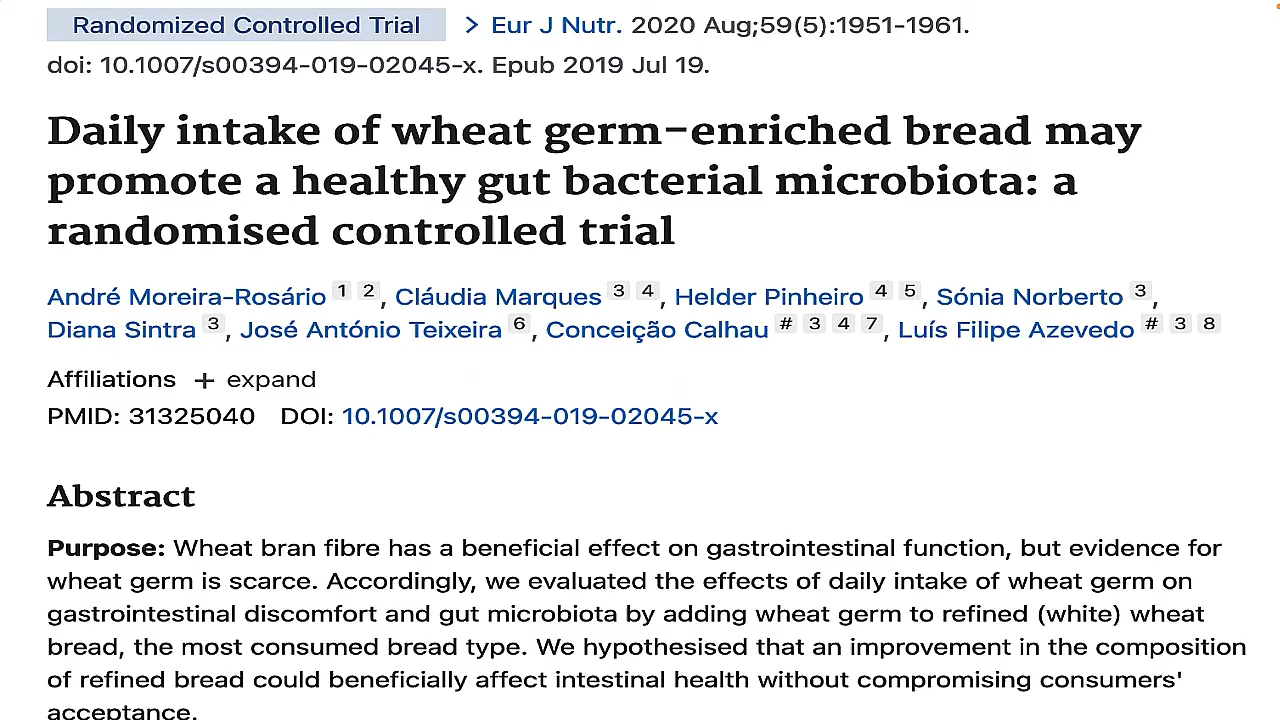 Randomized Controlled Trial > Eur J Nutr. 2020 Aug;59(5):1951-1961.
doi: 10.1007/s00394-019-02045-x. Epub 2019 Jul 19.
Daily intake of wheat germ-enriched bread may
promote a healthy gut bacterial microbiota: a
randomised controlled trial
André Moreira-Rosário 1 2, Cláudia Marques 3 4, Helder Pinheiro 4 5, Sónia Norberto 3,
Diana Sintra 3, José António Teixeira 6, Conceição Calhau # 3 4 7, Luís Filipe Azevedo # 3 8
Affiliations + expand
PMID: 31325040 DOI: 10.1007/s00394-019-02045-x
Abstract
Purpose: Wheat bran fibre has a beneficial effect on gastrointestinal function, but evidence for
wheat germ is scarce. Accordingly, we evaluated the effects of daily intake of wheat germ on
gastrointestinal discomfort and gut microbiota by adding wheat germ to refined (white) wheat
bread, the most consumed bread type. We hypothesised that an improvement in the composition
of refined bread could beneficially affect intestinal health without compromising consumers'
acceptance.